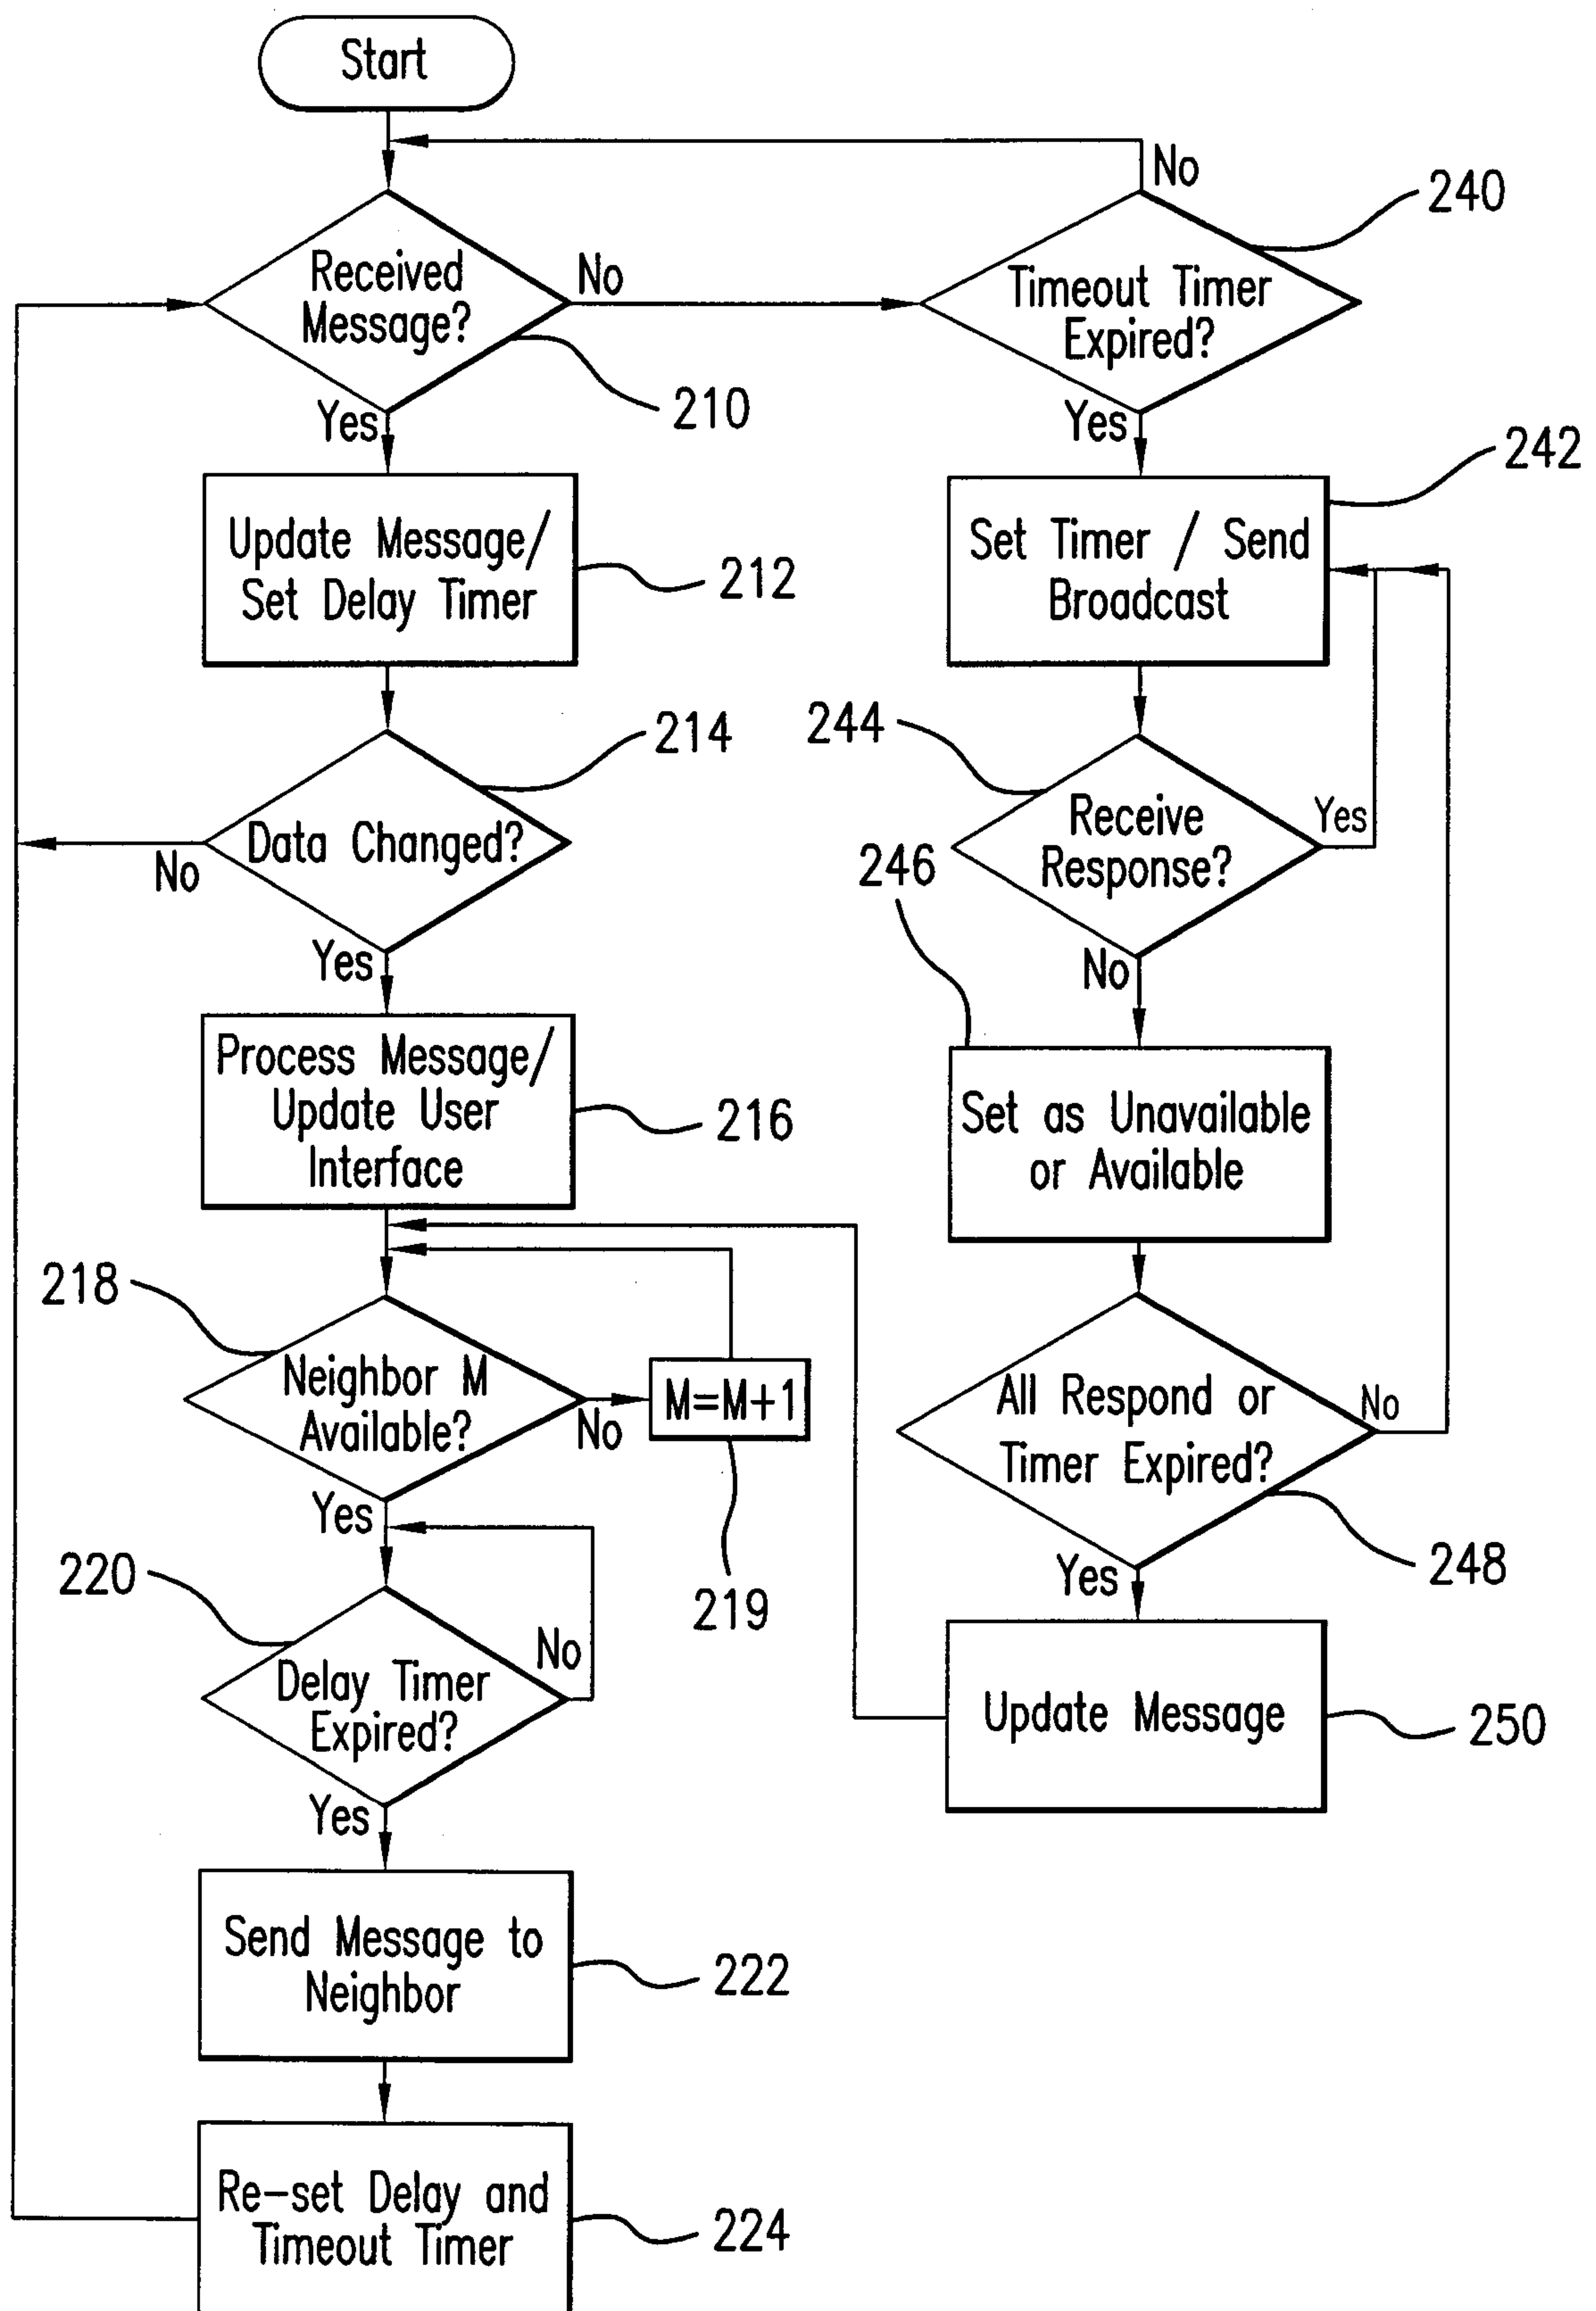 Start
No
240
Received
Message?
No
Timeout Timer
Expired?
210
Yes
Yes
242
Update Message/
Set Delay Timer
212
Set Timer / Send
Broadcast
214
244
Data Changed?
No
Receive
Response?
Yes
246
Yes
No
Process Message/
Update User
Interface
216
Set as Unavailable
or Available
218
Neighbor M
Available?
No
M=M+1
All Respond or
Timer Expired?
No
Yes
219
248
Yes
220
Delay Timer
Expired?
No
Update Message
250
Yes
Send Message to
Neighbor
222
Re-set Delay and
Timeout Timer
224